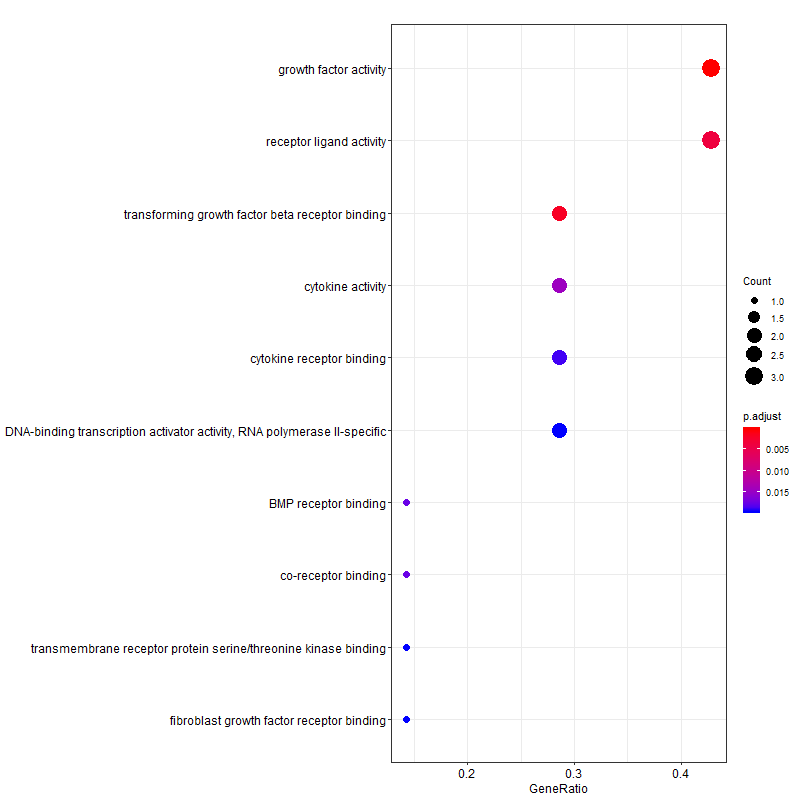 growth factor activity
receptor ligand activity
transforming growth factor beta receptor binding
cytokine activity
cytokine receptor binding
DNA-binding transcription activator activity, RNA polymerase II-specific
BMP receptor binding
co-receptor binding
transmembrane receptor protein serine/threonine kinase binding
fibroblast growth factor receptor binding
0.2 0.3 0.4
GeneRatio
Count
1.0
1.5
2.0
2.5
3.0
p.adjust
0.005
0.010
0.015